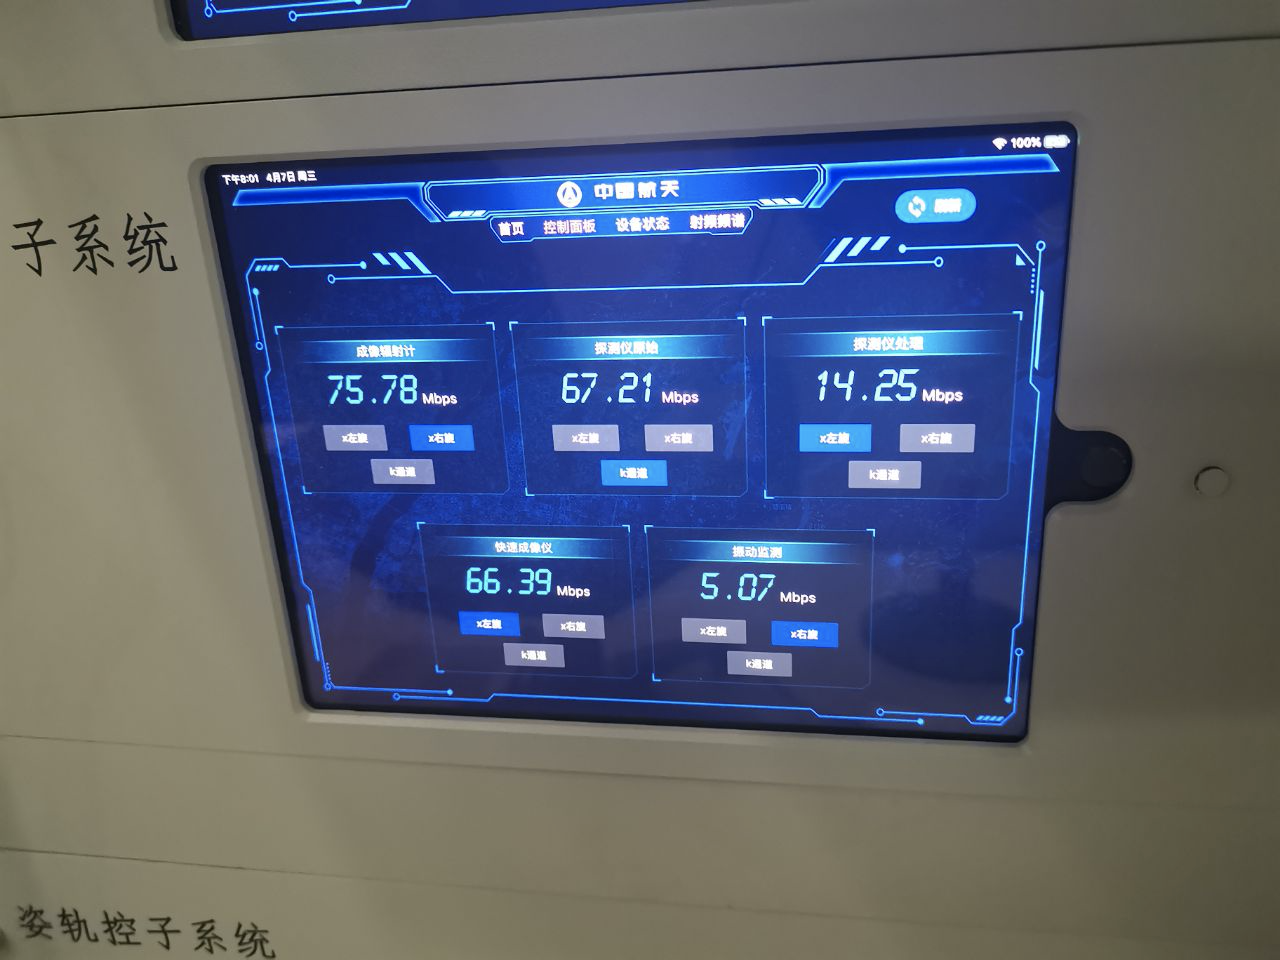 下午8:01 4月7日 周三
100%
中国航天
刷新
首页 控制面板 设备状态 射频频谱
子系统
成像辐射计
75.78 Mbps
x左旋 x右旋
k通道
探测仪原始
67.21 Mbps
x左旋 x右旋
k通道
探测仪处理
14.25 Mbps
x左旋 x右旋
k通道
快速成像仪
66.39 Mbps
x左旋 x右旋
k通道
振动监测
5.07 Mbps
x左旋 x右旋
k通道
姿轨控子系统